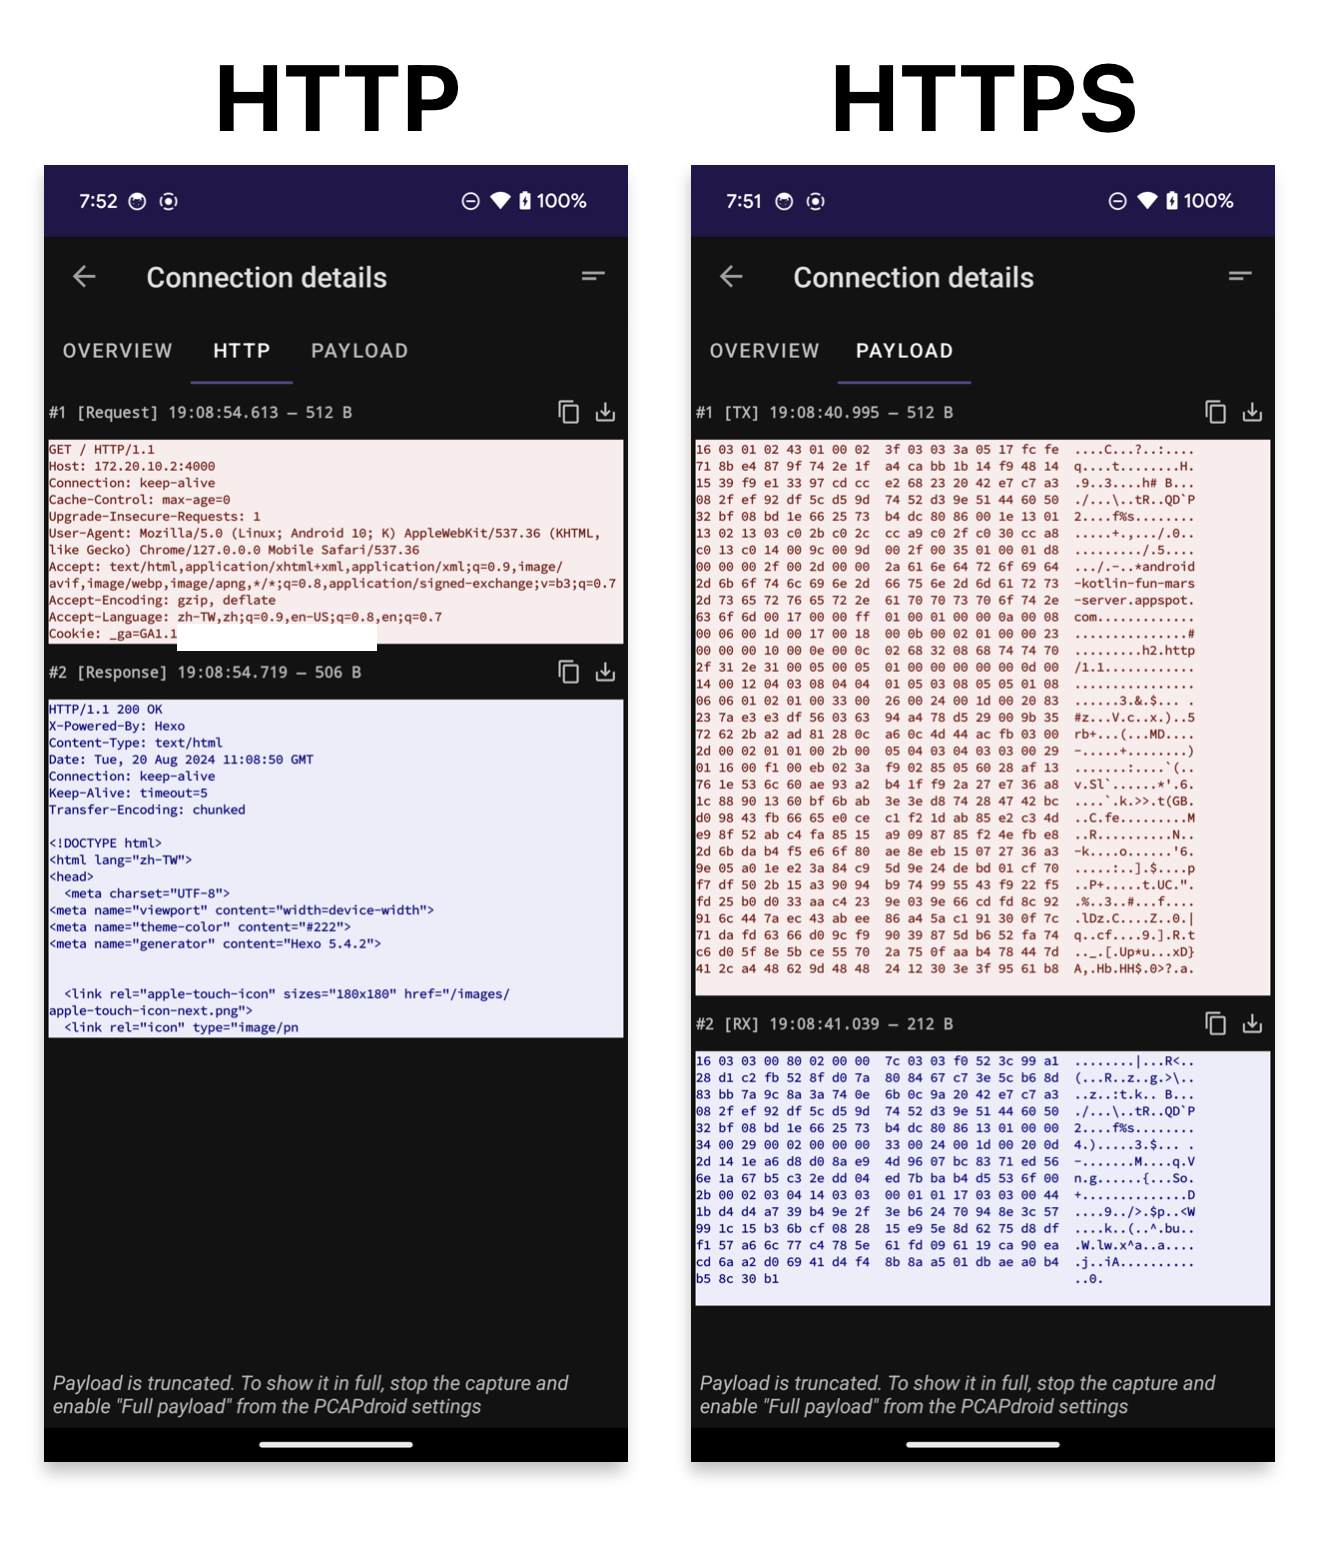 HTTP
7:52
100%
Connection details
OVERVIEW HTTP PAYLOAD
#1 [Request] 19:08:54.613 — 512 B
GET / HTTP/1.1
Host: 172.20.10.2:4000
Connection: keep-alive
Cache-Control: max-age=0
Upgrade-Insecure-Requests: 1
User-Agent: Mozilla/5.0 (Linux; Android 10; K) AppleWebKit/537.36 (KHTML,
like Gecko) Chrome/127.0.0.0 Mobile Safari/537.36
Accept: text/html,application/xhtml+xml,application/xml;q=0.9,image/
avif,image/webp,image/apng,*/*;q=0.8,application/signed-exchange;v=b3;q=0.7
Accept-Encoding: gzip, deflate
Accept-Language: zh-TW,zh;q=0.9,en-US;q=0.8,en;q=0.7
Cookie: _ga=GA1.1
#2 [Response] 19:08:54.719 — 506 B
HTTP/1.1 200 OK
X-Powered-By: Hexo
Content-Type: text/html
Date: Tue, 20 Aug 2024 11:08:50 GMT
Connection: keep-alive
Keep-Alive: timeout=5
Transfer-Encoding: chunked
<!DOCTYPE html>
<html lang="zh-TW">
<head>
<meta charset="UTF-8">
<meta name="viewport" content="width=device-width">
<meta name="theme-color" content="#222">
<meta name="generator" content="Hexo 5.4.2">
<link rel="apple-touch-icon" sizes="180x180" href="/images/
apple-touch-icon-next.png">
<link rel="icon" type="image/pn
Payload is truncated. To show it in full, stop the capture and
enable "Full payload" from the PCAPdroid settings
HTTPS
7:51
100%
Connection details
OVERVIEW PAYLOAD
#1 [TX] 19:08:40.995 — 512 B
16 03 01 02 43 01 00 02 3f 03 03 3a 05 17 fc fe ....C...?..:....
71 8b e4 87 9f 74 2e 1f a4 ca bb 1b 14 f9 48 14 q....t........H.
15 39 f9 e1 33 97 cd cc e2 68 23 20 42 e7 c7 a3 .9..3....h# B...
08 2f ef 92 df 5c d5 9d 74 52 d3 9e 51 44 60 50 ./...\..tR..QD`P
32 bf 08 bd 1e 66 25 73 b4 dc 80 86 00 1e 13 01 2....f%s........
13 02 13 03 c0 2b c0 2c cc a9 c0 2f c0 30 cc a8 .....+.,.../.0..
c0 13 c0 14 00 9c 00 9d 00 2f 00 35 01 00 01 d8 ........./.5....
00 00 00 2f 00 2d 00 00 2a 61 6e 64 72 6f 69 64 .../.-..*android
2d 6b 6f 74 6c 69 6e 2d 66 75 6e 2d 6d 61 72 73 -kotlin-fun-mars
2d 73 65 72 76 65 72 2e 61 70 70 73 70 6f 74 2e -server.appspot.
63 6f 6d 00 17 00 00 ff 01 00 01 00 00 0a 00 08 com.............
00 06 00 1d 00 17 00 18 00 0b 00 02 01 00 00 23 ...............#
00 00 00 10 00 0e 00 0c 02 68 32 08 68 74 74 70 .........h2.http
2f 31 2e 31 00 05 00 05 01 00 00 00 00 00 0d 00 /1.1............
14 00 12 04 03 08 04 04 01 05 03 08 05 05 01 08 ................
06 06 01 02 01 00 33 00 26 00 24 00 1d 00 20 83 ......3.&.$... .
23 7a e3 e3 df 56 03 63 94 a4 78 d5 29 00 9b 35 #z...V.c..x.)..5
72 62 2b a2 ad 81 28 0c a6 0c 4d 44 ac fb 03 00 rb+...(...MD....
2d 00 02 01 01 00 2b 00 05 04 03 04 03 03 00 29 -.....+........)
01 16 00 f1 00 eb 02 3a f9 02 85 05 60 28 af 13 .......:....`(..
76 1e 53 6c 60 ae 93 a2 b4 1f f9 2a 27 e7 36 a8 v.Sl`......*'.6.
1c 88 90 13 60 bf 6b ab 3e 3e d8 74 28 47 42 bc ....`.k.>>.t(GB.
d0 98 43 fb 66 65 e0 ce c1 f2 1d ab 85 e2 c3 4d ..C.fe.........M
e9 8f 52 ab c4 fa 85 15 a9 09 87 85 f2 4e fb e8 ..R..........N..
2d 6b da b4 f5 e6 6f 80 ae 8e eb 15 07 27 36 a3 -k....o......'6.
9e 05 a0 1e e2 3a 84 c9 5d 9e 24 de bd 01 cf 70 .....:..].$....p
f7 df 50 2b 15 a3 90 94 b9 74 99 55 43 f9 22 f5 ..P+.....t.UC.".
fd 25 b0 d0 33 aa c4 23 9e 03 9e 66 cd fd 8c 92 .%..3..#...f....
91 6c 44 7a ec 43 ab ee 86 a4 5a c1 91 30 0f 7c .lDz.C....Z..0.|
71 da fd 63 66 d0 9c f9 90 39 87 5d b6 52 fa 74 q..cf....9.].R.t
c6 d0 5f 8e 5b ce 55 70 2a 75 0f aa b4 78 44 7d .._.[.Up*u...xD}
41 2c a4 48 62 9d 48 48 24 12 30 3e 3f 95 61 b8 A,.Hb.HH$.0>?.a.
#2 [RX] 19:08:41.039 — 212 B
16 03 03 00 80 02 00 00 7c 03 03 f0 52 3c 99 a1 ........|...R<..
28 d1 c2 fb 52 8f d0 7a 80 84 67 c7 3e 5c b6 8d (...R..z..g.>\..
83 bb 7a 9c 8a 3a 74 0e 6b 0c 9a 20 42 e7 c7 a3 ..z..:t.k.. B...
08 2f ef 92 df 5c d5 9d 74 52 d3 9e 51 44 60 50 ./...\..tR..QD`P
32 bf 08 bd 1e 66 25 73 b4 dc 80 86 13 01 00 00 2....f%s........
34 00 29 00 02 00 00 00 33 00 24 00 1d 00 20 0d 4.).....3.$... .
2d 14 1e a6 d8 d0 8a e9 4d 96 07 bc 83 71 ed 56 -.......M....q.V
6e 1a 67 b5 c3 2e dd 04 ed 7b ba b4 d5 53 6f 00 n.g......{...So.
2b 00 02 03 04 14 03 03 00 01 01 17 03 03 00 44 +..............D
1b d4 d4 a7 39 b4 9e 2f 3e b6 24 70 94 8e 3c 57 ....9../>.$p..<W
99 1c 15 b3 6b cf 08 28 15 e9 5e 8d 62 75 d8 df ....k..(..^.bu..
f1 57 a6 6c 77 c4 78 5e 61 fd 09 61 19 ca 90 ea .W.lw.x^a..a....
cd 6a a2 d0 69 41 d4 f4 8b 8a a5 01 db ae a0 b4 .j..iA..........
b5 8c 30 b1 ..0.
Payload is truncated. To show it in full, stop the capture and
enable "Full payload" from the PCAPdroid settings